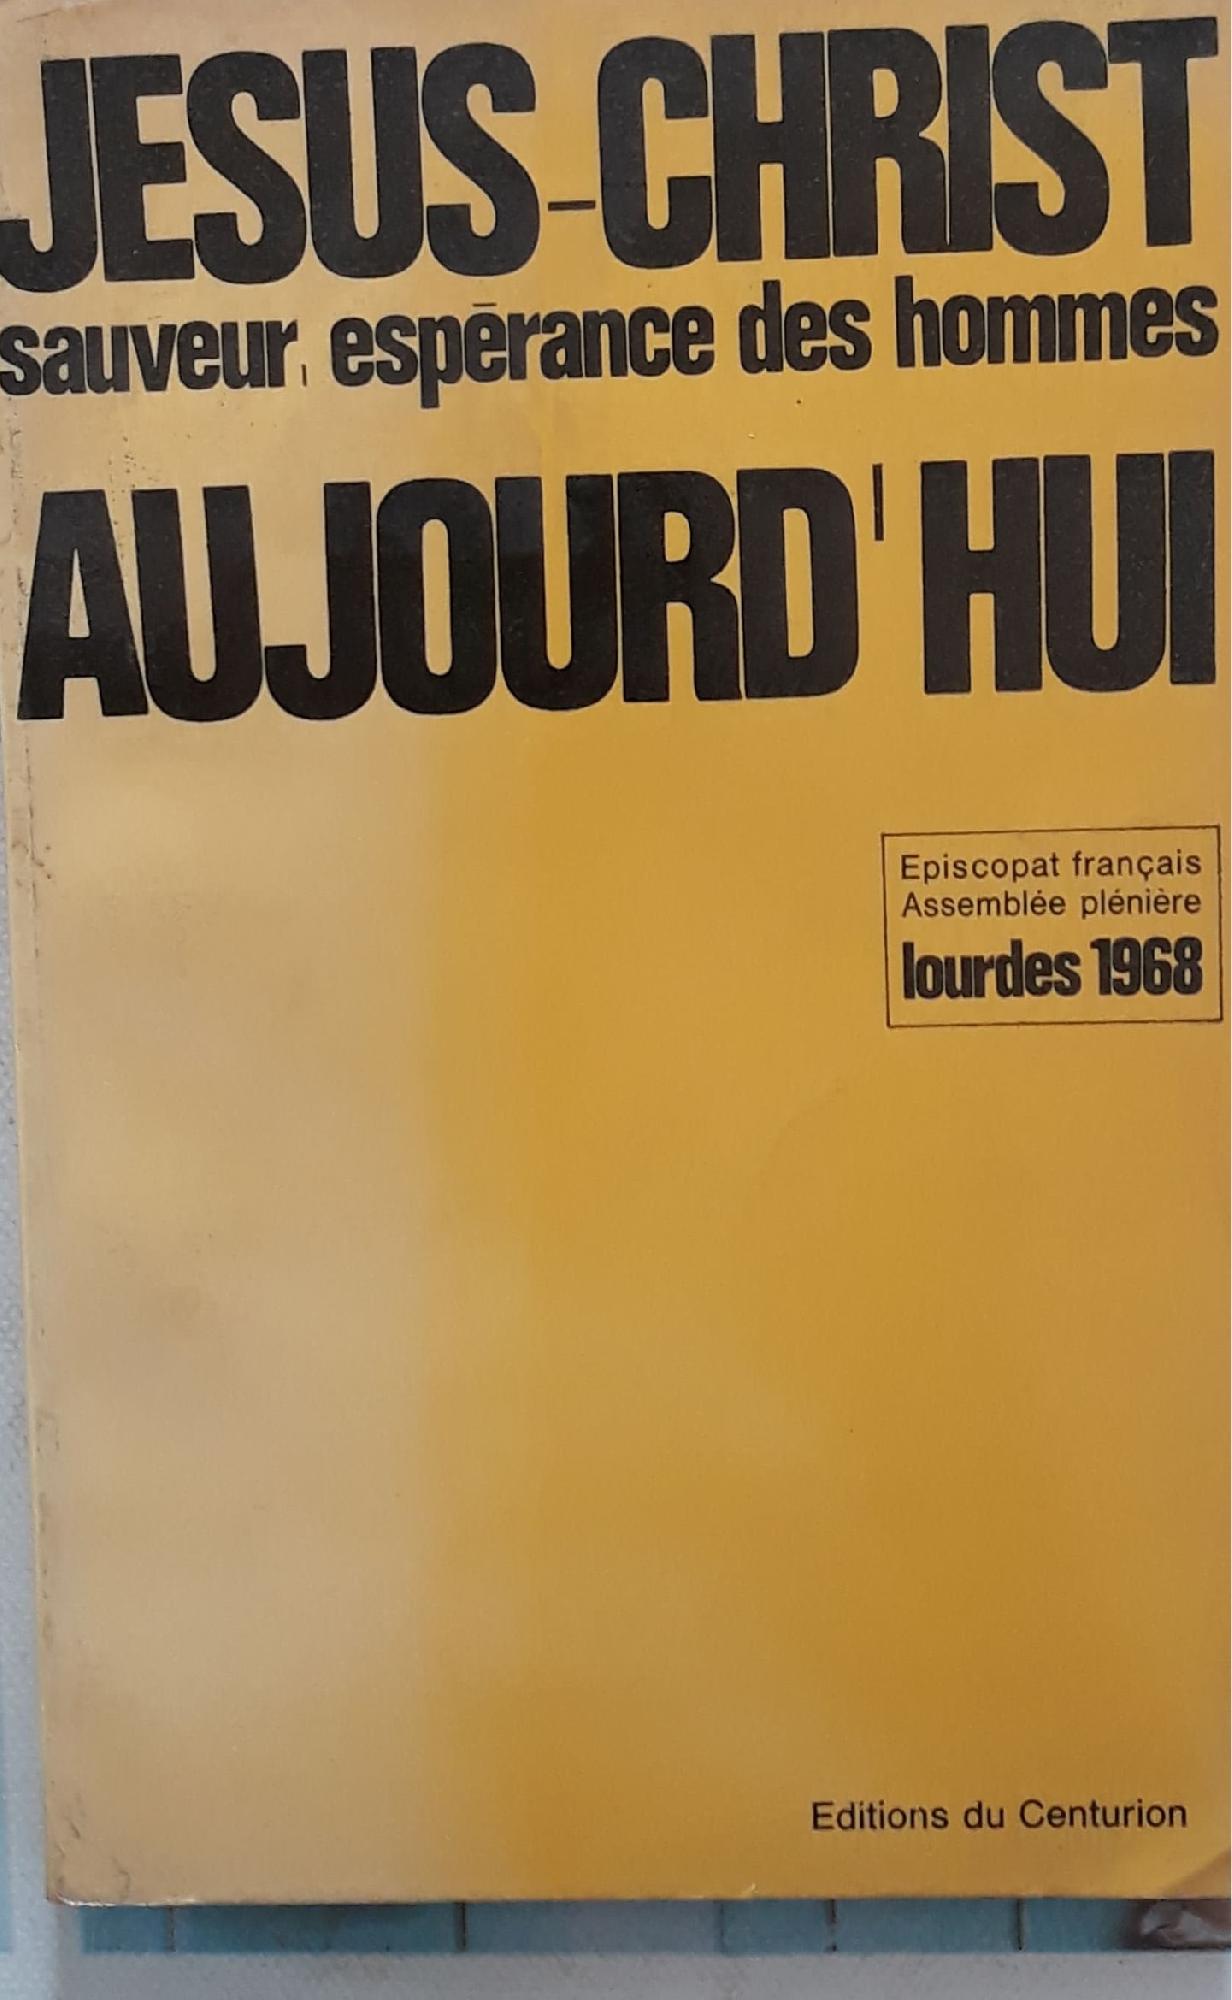 JESUS-CHRIST
sauveur, espérance des hommes
AUJOURD'HUI
Episcopat français
Assemblée plénière
lourdes 1968
Editions du Centurion